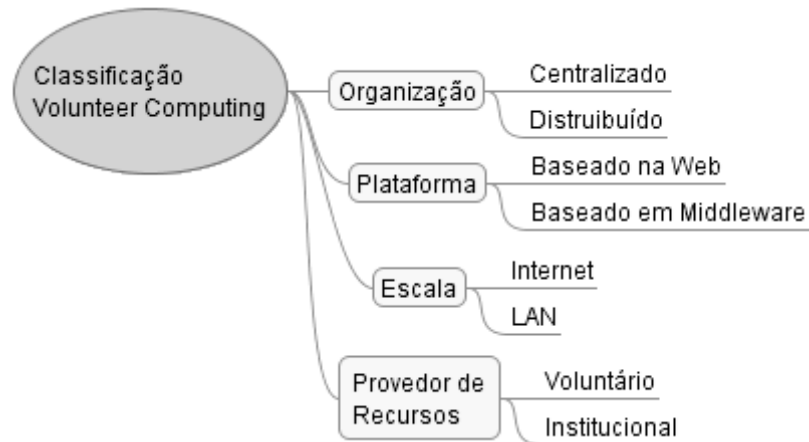 Classificação
Volunteer Computing
Organização
Centralizado
Distruibuído
Plataforma
Baseado na Web
Baseado em Middleware
Escala
Internet
LAN
Provedor de
Recursos
Voluntário
Institucional